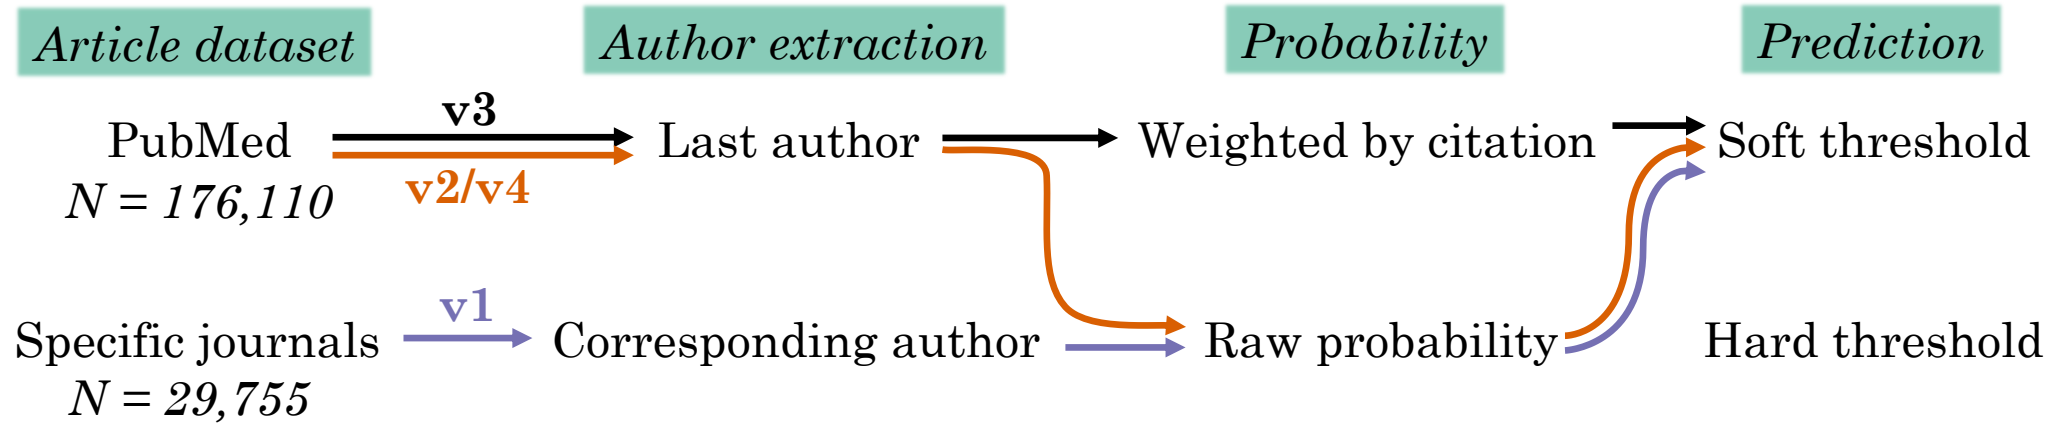 Article dataset
Author extraction
Probability
Prediction
v3
PubMed
Last author
Weighted by citation
Soft threshold
v2/v4
N = 176,110
v1
Specific journals
Corresponding author
Raw probability
Hard threshold
N = 29,755